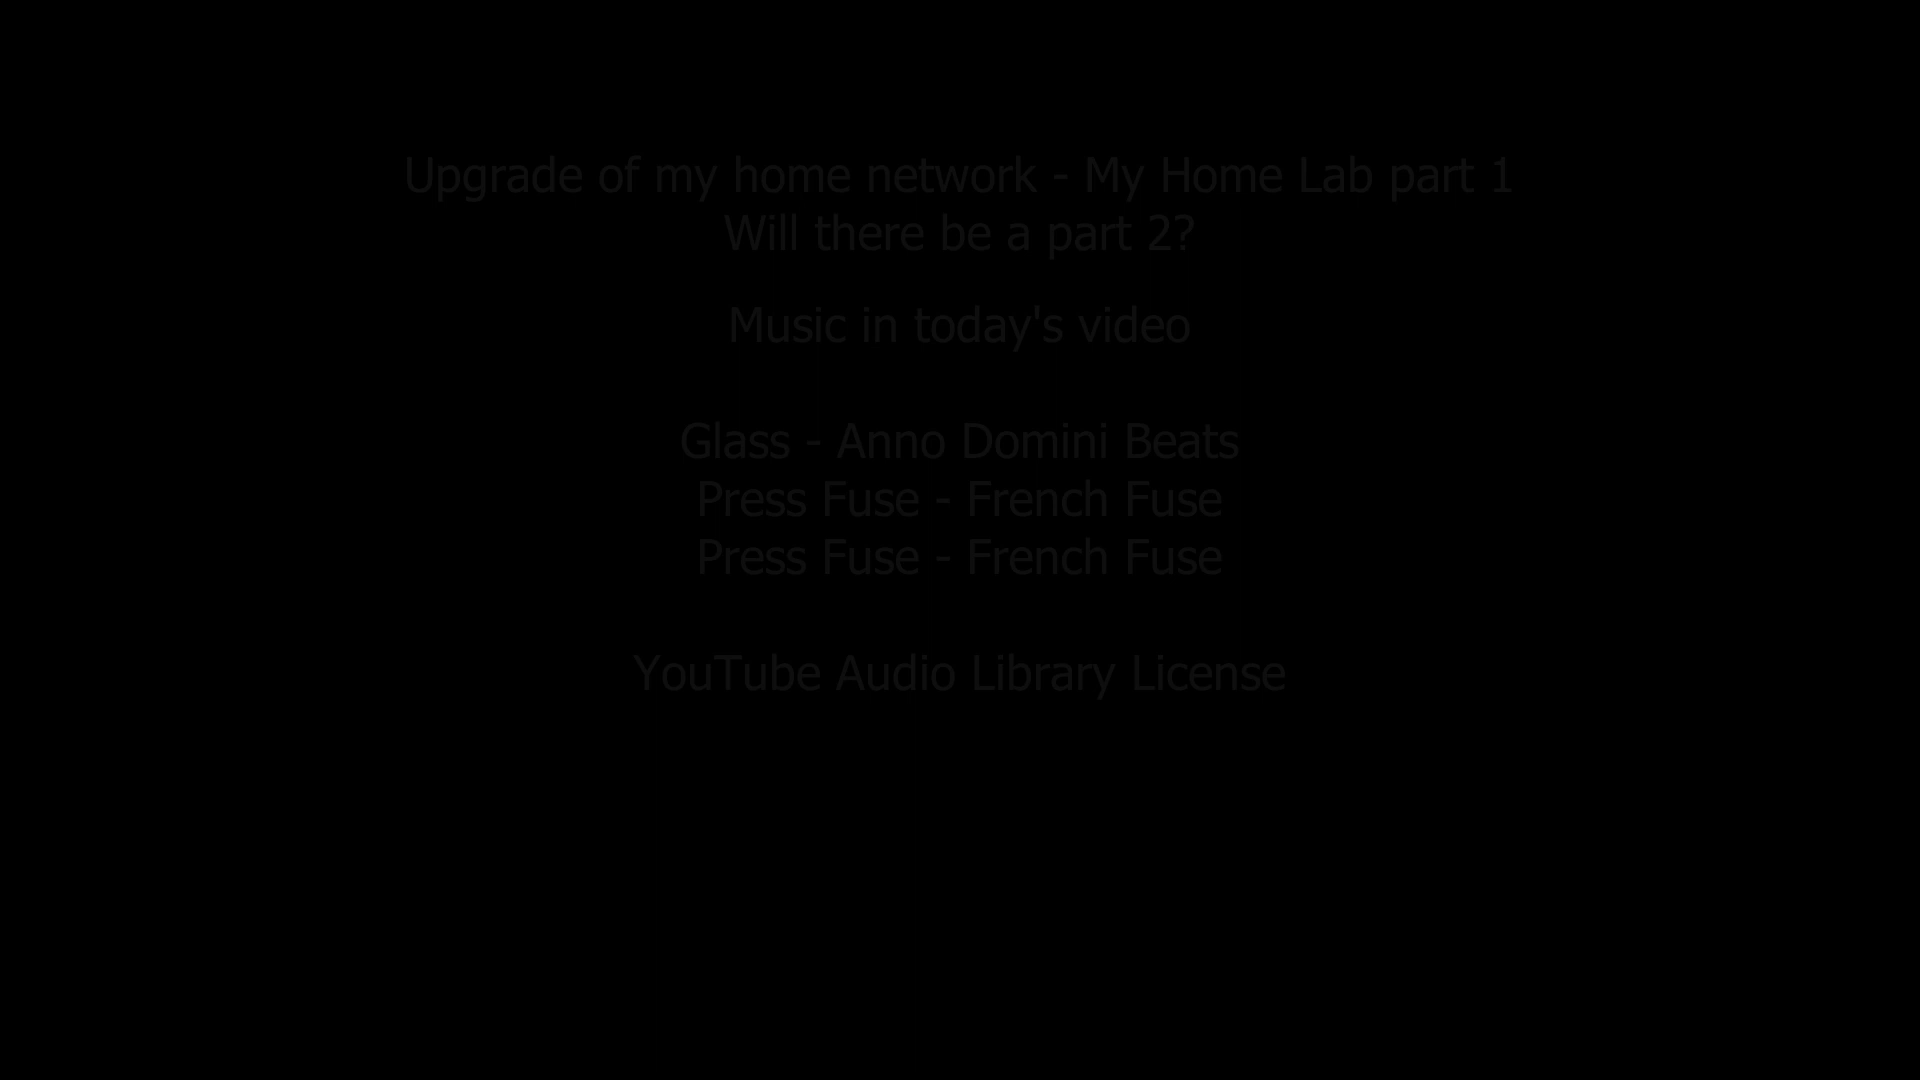 Upgrade of my home network - My Home Lab part 1
Will there be a part 2?
Music in today's video
Glass - Anno Domini Beats
Press Fuse - French Fuse
Press Fuse - French Fuse
YouTube Audio Library License